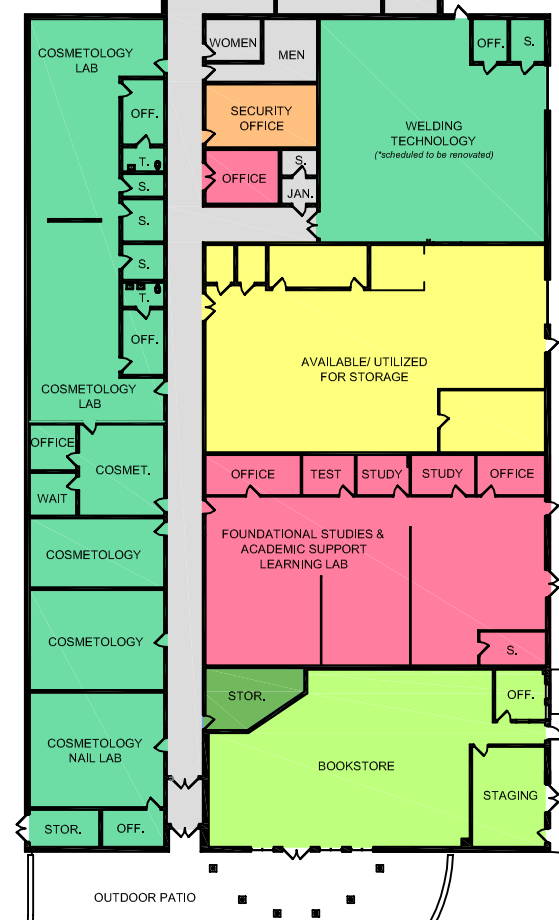 COSMETOLOGY
LAB
WOMEN
MEN
OFF.
S.
OFF.
SECURITY
OFFICE
WELDING
TECHNOLOGY
(*scheduled to be renovated)
T.
S.
OFFICE
S.
JAN.
S.
S.
T.
OFF.
AVAILABLE/ UTILIZED
FOR STORAGE
COSMETOLOGY
LAB
OFFICE
COSMET.
WAIT
OFFICE
TEST
STUDY
STUDY
OFFICE
FOUNDATIONAL STUDIES &
ACADEMIC SUPPORT
LEARNING LAB
COSMETOLOGY
COSMETOLOGY
S.
STOR.
OFF.
COSMETOLOGY
NAIL LAB
BOOKSTORE
STAGING
STOR.
OFF.
OUTDOOR PATIO